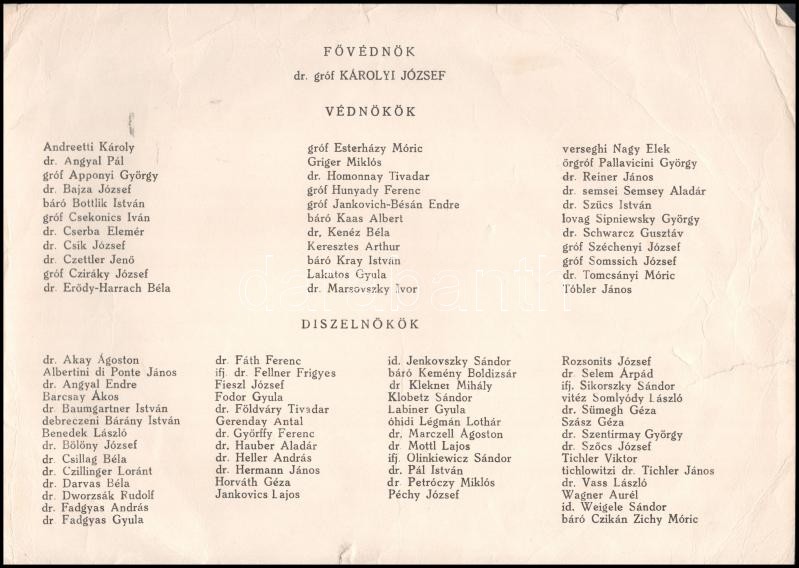 FŐVÉDNÖK
dr. gróf KÁROLYI JÓZSEF
VÉDNÖKÖK
Andreetti Károly
dr. Angyal Pál
gróf Apponyi György
dr. Bajza József
báró Bottlik István
gróf Csekonics Iván
dr. Cserba Elemér
dr. Csik József
dr. Czettler Jenő
gróf Cziráky József
dr. Erődy-Harrach Béla
gróf Esterházy Móric
Griger Miklós
dr. Homonnay Tivadar
gróf Hunyady Ferenc
gróf Jankovich-Bésán Endre
báró Kaas Albert
dr. Kenéz Béla
Keresztes Arthur
báró Kray István
Lakatos Gyula
dr. Marsovszky Ivor
verseghi Nagy Elek
őrgróf Pallavicini György
dr. Reiner János
dr. semsei Semsey Aladár
dr. Szücs István
lovag Sipniewsky György
dr. Schwarcz Gusztáv
gróf Széchenyi József
gróf Somssich József
dr. Tomcsányi Móric
Tóbler János
DISZELNÖKÖK
dr. Akay Ágoston
Albertini di Ponte János
dr. Angyal Endre
Barcsay Ákos
dr. Baumgartner István
debreczeni Bárány István
Benedek László
dr. Bölöny József
dr. Csillag Béla
dr. Czillinger Loránt
dr. Darvas Béla
dr. Dworzsák Rudolf
dr. Fadgyas András
dr. Fadgyas Gyula
dr. Fáth Ferenc
ifj. dr. Fellner Frigyes
Fieszl József
Fodor Gyula
dr. Földváry Tivadar
Gerenday Antal
dr. Györffy Ferenc
dr. Hauber Aladár
dr. Heller András
dr. Hermann János
Horváth Géza
Jankovics Lajos
id. Jenkovszky Sándor
báró Kemény Boldizsár
dr Klekner Mihály
Klobetz Sándor
Labiner Gyula
óhidi Légmán Lothár
dr. Marczell Ágoston
dr. Mottl Lajos
ifj. Olinkiewicz Sándor
dr. Pál István
dr. Petróczy Miklós
Péchy József
Rozsonits József
dr. Selem Árpád
ifj. Sikorszky Sándor
vitéz Somlyódy László
dr. Sümegh Géza
Szász Géza
dr. Szentirmay György
dr. Szőcs József
Tichler Viktor
tichlowitzi dr. Tichler János
dr. Vass László
Wagner Aurél
id. Weigele Sándor
báró Czikán Zichy Móric
darabanth